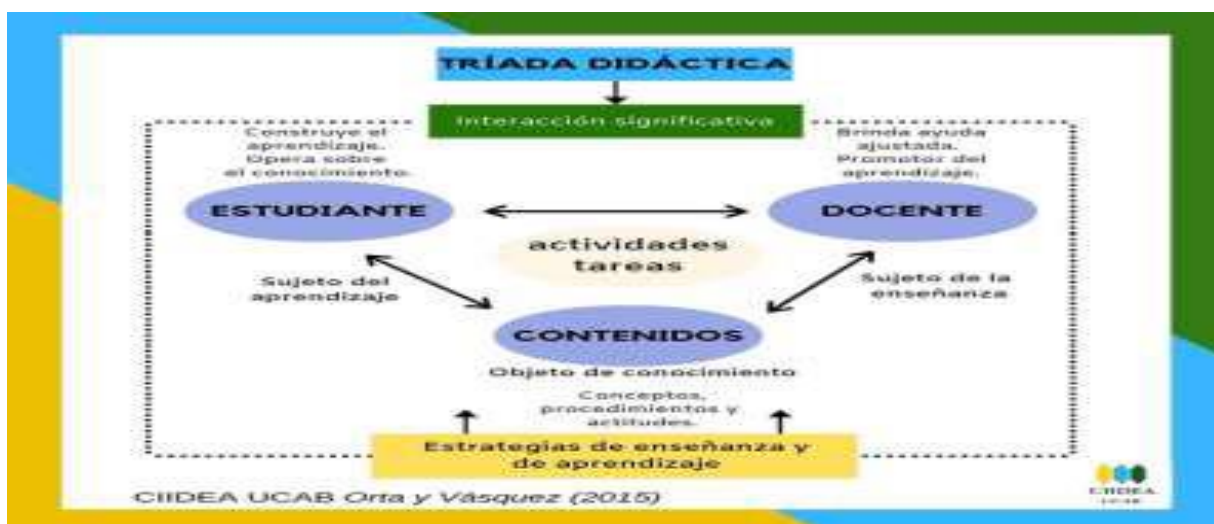 TRÍADA DIDÁCTICA
Interacción significativa
Construye el
aprendizaje.
Opera sobre
el conocimiento.
Brinda ayuda
ajustada.
Promotor del
aprendizaje.
ESTUDIANTE
DOCENTE
actividades
tareas
Sujeto del
aprendizaje
Sujeto de la
enseñanza
CONTENIDOS
Objeto de conocimiento
Conceptos,
procedimientos y
actitudes.
Estrategias de enseñanza y
de aprendizaje
CIIDEA UCAB Orta y Vásquez (2015)
CIIDEA
UCAB